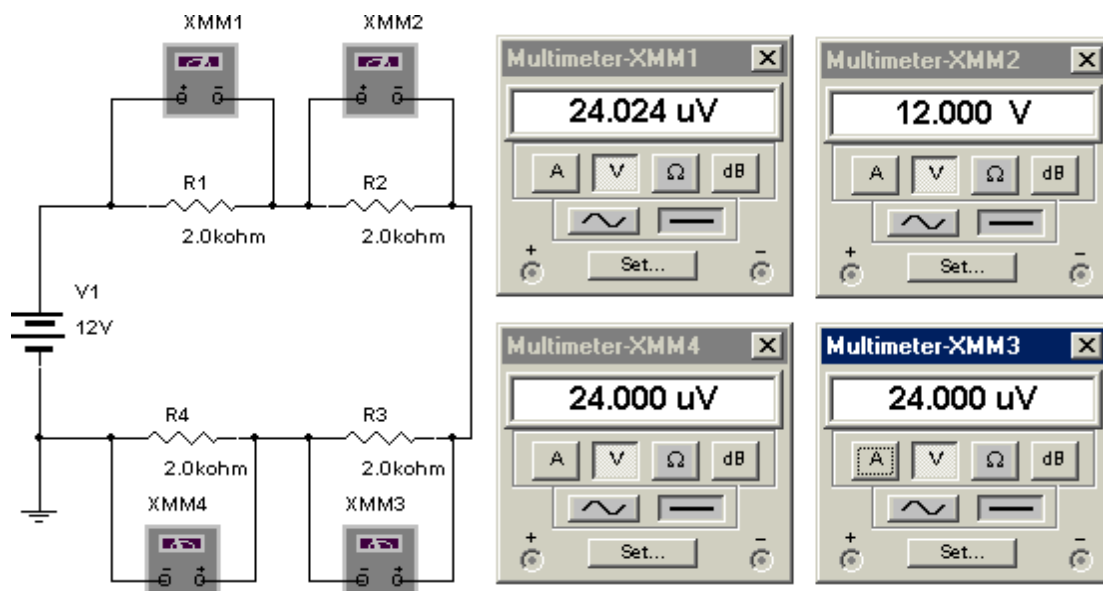 XMM1
XMM2
R1
R2
2.0kohm
2.0kohm
V1
12V
R4
R3
2.0kohm
2.0kohm
XMM4
XMM3
+ −
+ −
− +
− +
Multimeter-XMM1
24.024 uV
A V Ω dB
+ Set... −
Multimeter-XMM2
12.000 V
A V Ω dB
+ Set... −
Multimeter-XMM4
24.000 uV
A V Ω dB
+ Set... −
Multimeter-XMM3
24.000 uV
A V Ω dB
+ Set... −